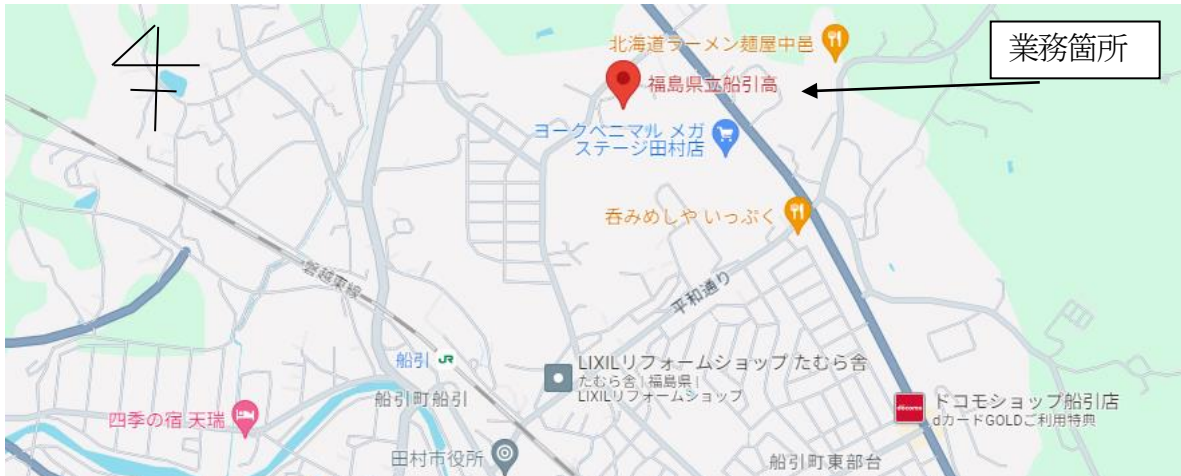 北海道ラーメン麺屋中邑
業務箇所
福島県立船引高
ヨークベニマル メガ
ステージ田村店
呑みめしや いっぷく
磐越東線
平和通り
船引 JR
LIXILリフォームショップ たむら舎
たむら舎 | 福島県 |
LIXILリフォームショップ
船引町船引
四季の宿 天瑞
döcomo
ドコモショップ船引店
dカードGOLDご利用特典
田村市役所
船引町東部台